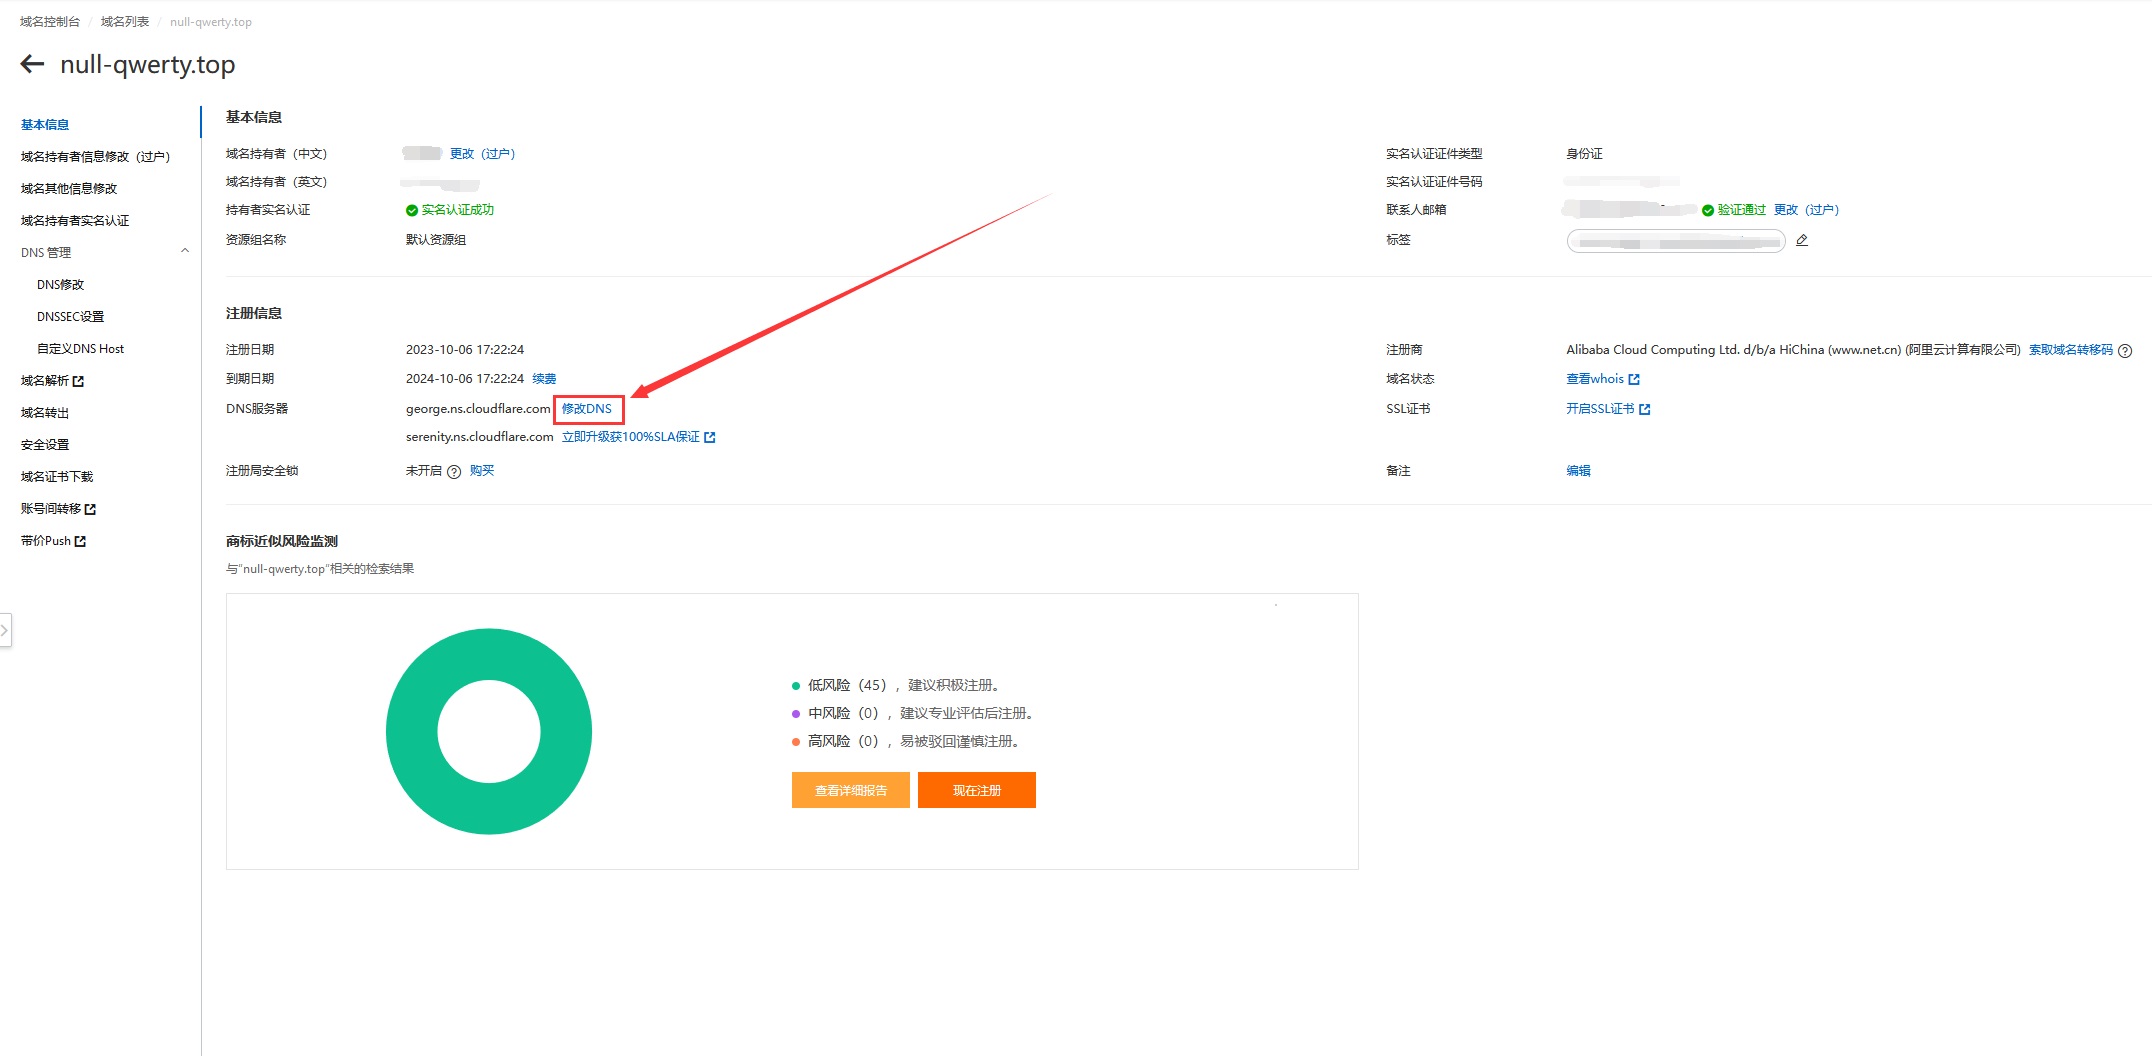 域名控制台 / 域名列表 / null-qwerty.top
null-qwerty.top
基本信息
域名持有者信息修改（过户）
域名其他信息修改
域名持有者实名认证
DNS 管理
DNS修改
DNSSEC设置
自定义DNS Host
域名解析
域名转出
安全设置
域名证书下载
账号间转移
带价Push
基本信息
域名持有者（中文） 更改（过户）
实名认证证件类型 身份证
域名持有者（英文）
实名认证证件号码
持有者实名认证 实名认证成功
联系人邮箱 验证通过 更改（过户）
资源组名称 默认资源组
标签
注册信息
注册日期 2023-10-06 17:22:24
注册商 Alibaba Cloud Computing Ltd. d/b/a HiChina (www.net.cn) (阿里云计算有限公司) 索取域名转移码
到期日期 2024-10-06 17:22:24 续费
域名状态 查看whois
DNS服务器 george.ns.cloudflare.com 修改DNS
SSL证书 开启SSL证书
serenity.ns.cloudflare.com 立即升级获100%SLA保证
注册局安全锁 未开启 购买
备注 编辑
商标近似风险监测
与"null-qwerty.top"相关的检索结果
低风险（45），建议积极注册。
中风险（0），建议专业评估后注册。
高风险（0），易被驳回谨慎注册。
查看详细报告 现在注册